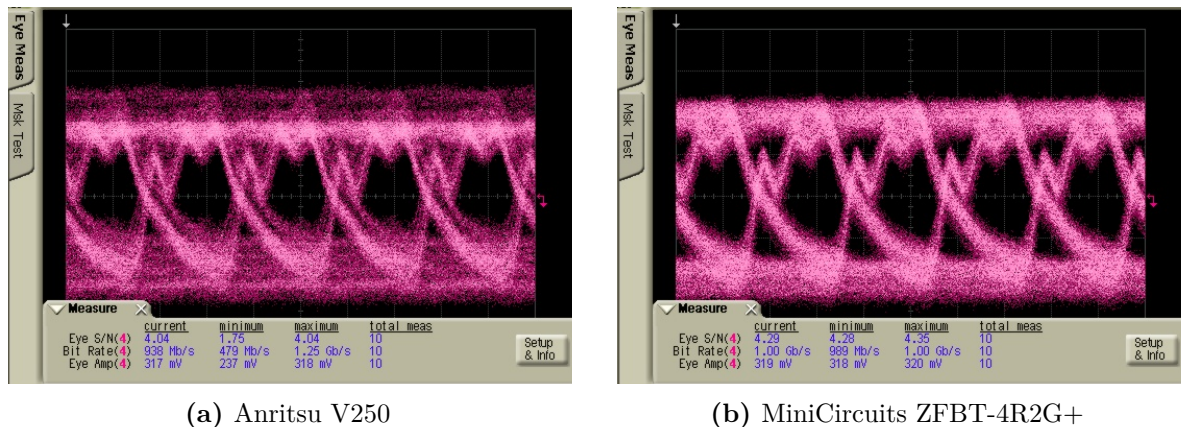 Eye Meas
Msk Test
Measure
current minimum maximum total meas
Eye S/N(4) 4.04 1.75 4.04 10
Bit Rate(4) 938 Mb/s 479 Mb/s 1.25 Gb/s 10
Eye Amp(4) 317 mV 237 mV 318 mV 10
Setup
& Info
(a) Anritsu V250
Eye Meas
Msk Test
Measure
current minimum maximum total meas
Eye S/N(4) 4.29 4.28 4.35 10
Bit Rate(4) 1.00 Gb/s 989 Mb/s 1.00 Gb/s 10
Eye Amp(4) 319 mV 318 mV 320 mV 10
Setup
& Info
(b) MiniCircuits ZFBT-4R2G+